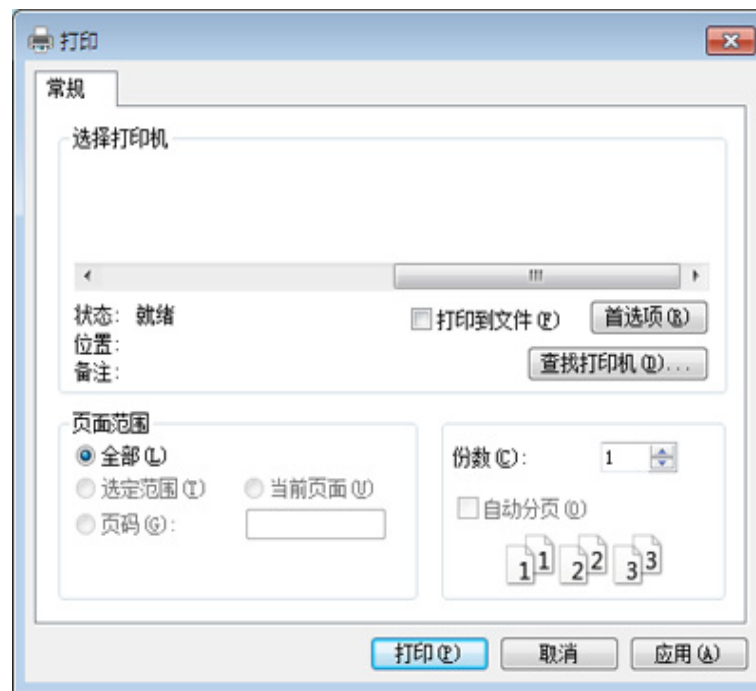 打印
常规
选择打印机
状态： 就绪
位置：
备注：
打印到文件(F)
首选项(R)
查找打印机(D)...
页面范围
全部(L)
选定范围(T)
当前页面(U)
页码(G)：
份数(C)：
1
自动分页(O)
1 1 2 2 3 3
打印(P)
取消
应用(A)